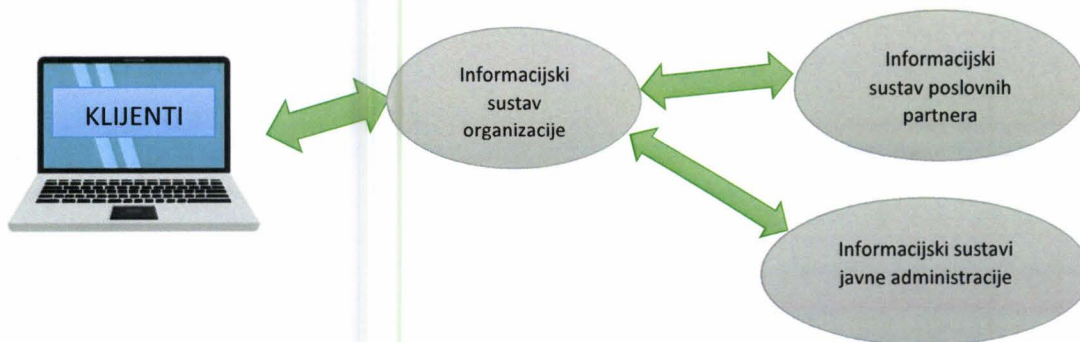 KLIJENTI
Informacijski
sustav
organizacije
Informacijski
sustav poslovnih
partnera
Informacijski sustavi
javne administracije